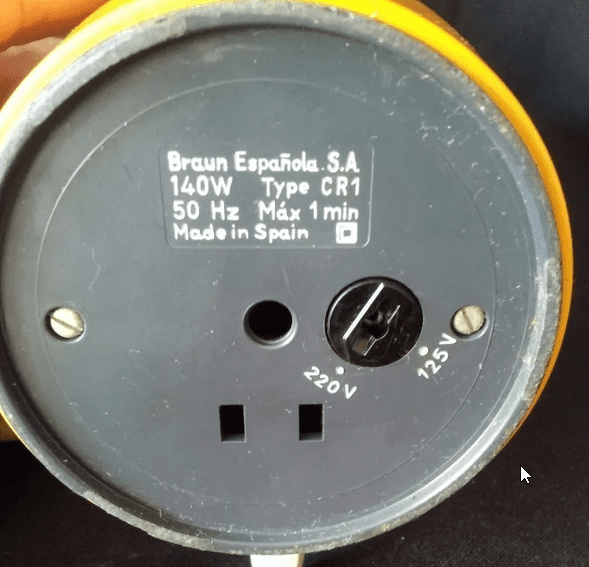 Braun Española. S.A
140W Type CR1
50 Hz Máx 1 min
Made in Spain
220 V
125 V